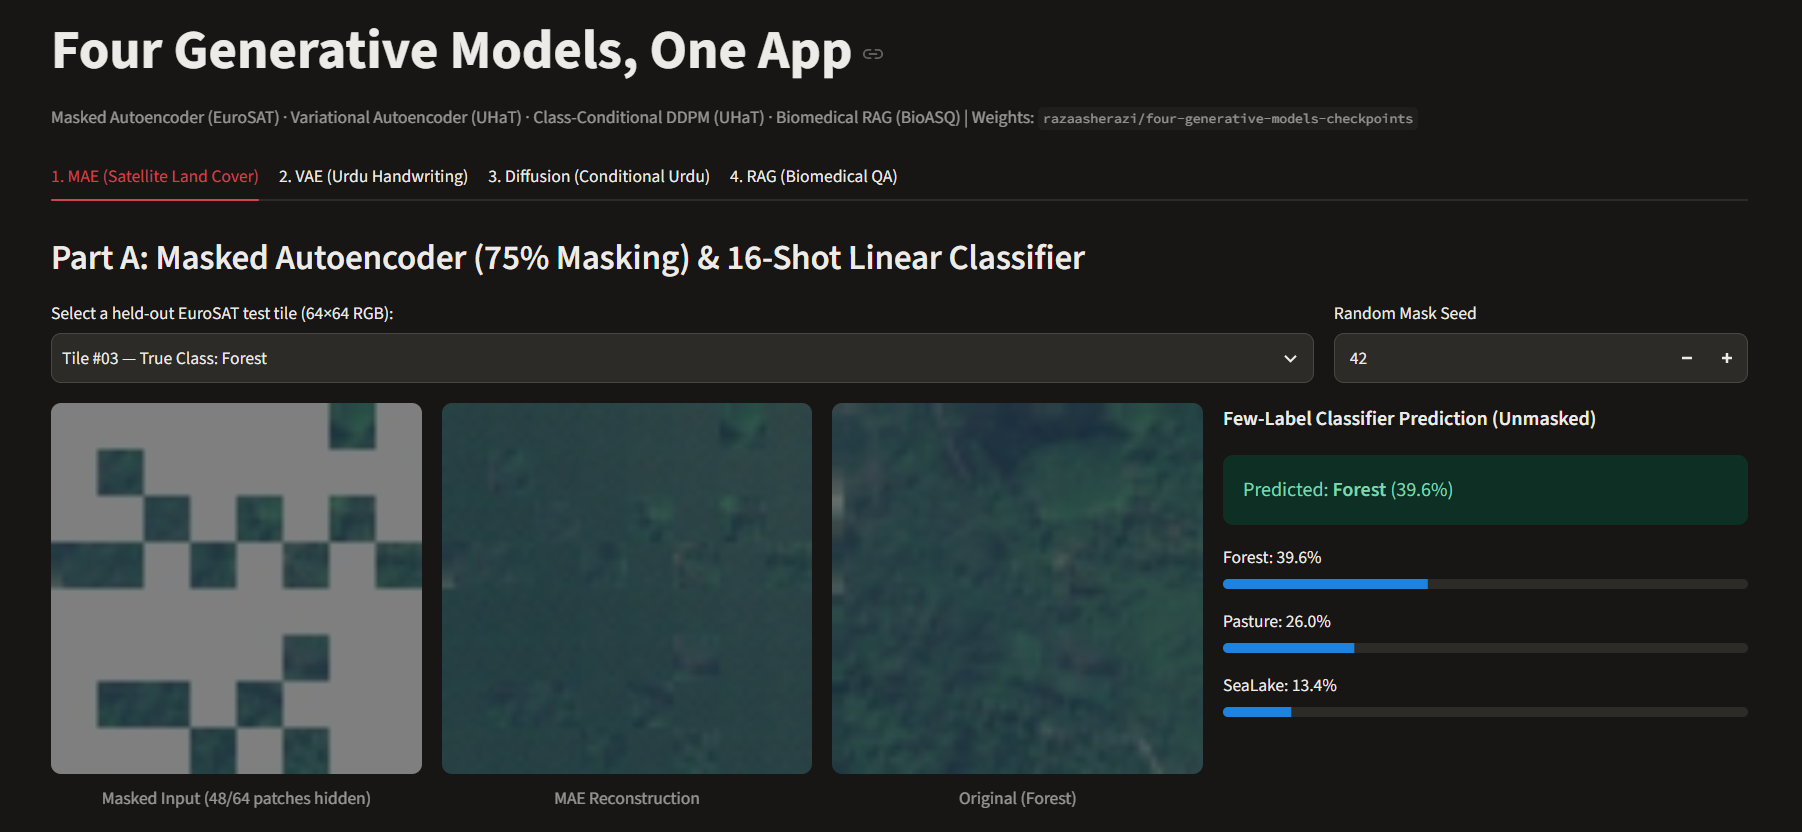 Four Generative Models, One App
Masked Autoencoder (EuroSAT) · Variational Autoencoder (UHaT) · Class-Conditional DDPM (UHaT) · Biomedical RAG (BioASQ) | Weights: razaasherazi/four-generative-models-checkpoints
1. MAE (Satellite Land Cover) 2. VAE (Urdu Handwriting) 3. Diffusion (Conditional Urdu) 4. RAG (Biomedical QA)
Part A: Masked Autoencoder (75% Masking) & 16-Shot Linear Classifier
Select a held-out EuroSAT test tile (64×64 RGB):
Tile #03 — True Class: Forest
Random Mask Seed
42
Masked Input (48/64 patches hidden)
MAE Reconstruction
Original (Forest)
Few-Label Classifier Prediction (Unmasked)
Predicted: Forest (39.6%)
Forest: 39.6%
Pasture: 26.0%
SeaLake: 13.4%